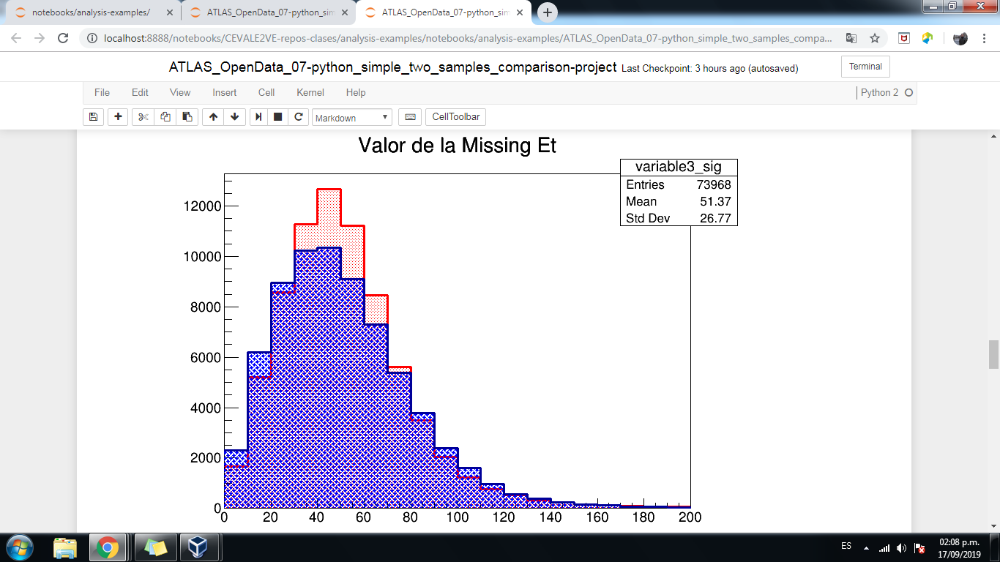 notebooks/analysis-examples/
ATLAS_OpenData_07-python_sim
ATLAS_OpenData_07-python_sim
localhost:8888/notebooks/CEVALE2VE-repos-clases/analysis-examples/notebooks/analysis-examples/ATLAS_OpenData_07-python_simple_two_samples_compa...
ATLAS_OpenData_07-python_simple_two_samples_comparison-project Last Checkpoint: 3 hours ago (autosaved)
Terminal
File Edit View Insert Cell Kernel Help
Python 2
Markdown
CellToolbar
Valor de la Missing Et
variable3_sig
Entries 73968
Mean 51.37
Std Dev 26.77
12000
10000
8000
6000
4000
2000
0
0 20 40 60 80 100 120 140 160 180 200
ES
02:08 p.m.
17/09/2019